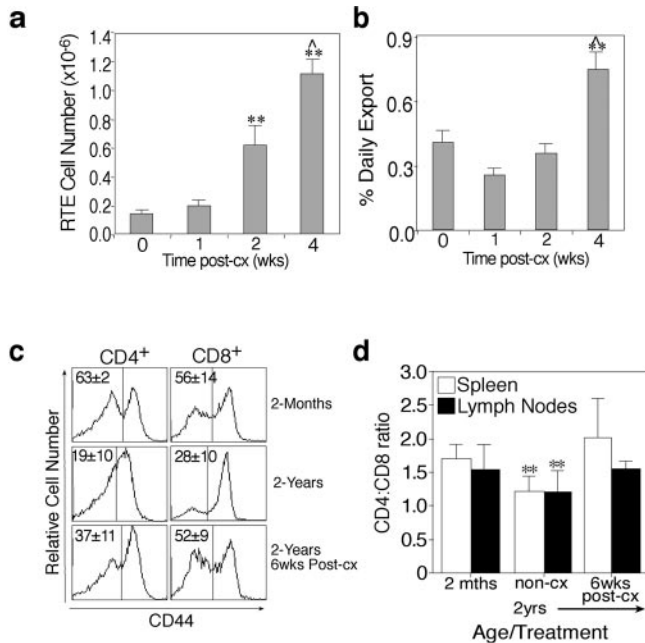 a
RTE Cell Number (x10-6)
1.4
1.2
1.0
0.8
0.6
0.4
0.2
0.0
**
^
**
0 1 2 4
Time post-cx (wks)
b
% Daily Export
0.9
0.6
0.3
0.0
^
**
0 1 2 4
Time post-cx (wks)
c
CD4+ CD8+
Relative Cell Number
63±2 56±14 2-Months
19±10 28±10 2-Years
37±11 52±9 2-Years
6wks Post-cx
CD44
d
CD4:CD8 ratio
3.0
2.5
2.0
1.5
1.0
0.5
0
Spleen
Lymph Nodes
** **
2 mths non-cx 6wks
post-cx
2yrs
Age/Treatment